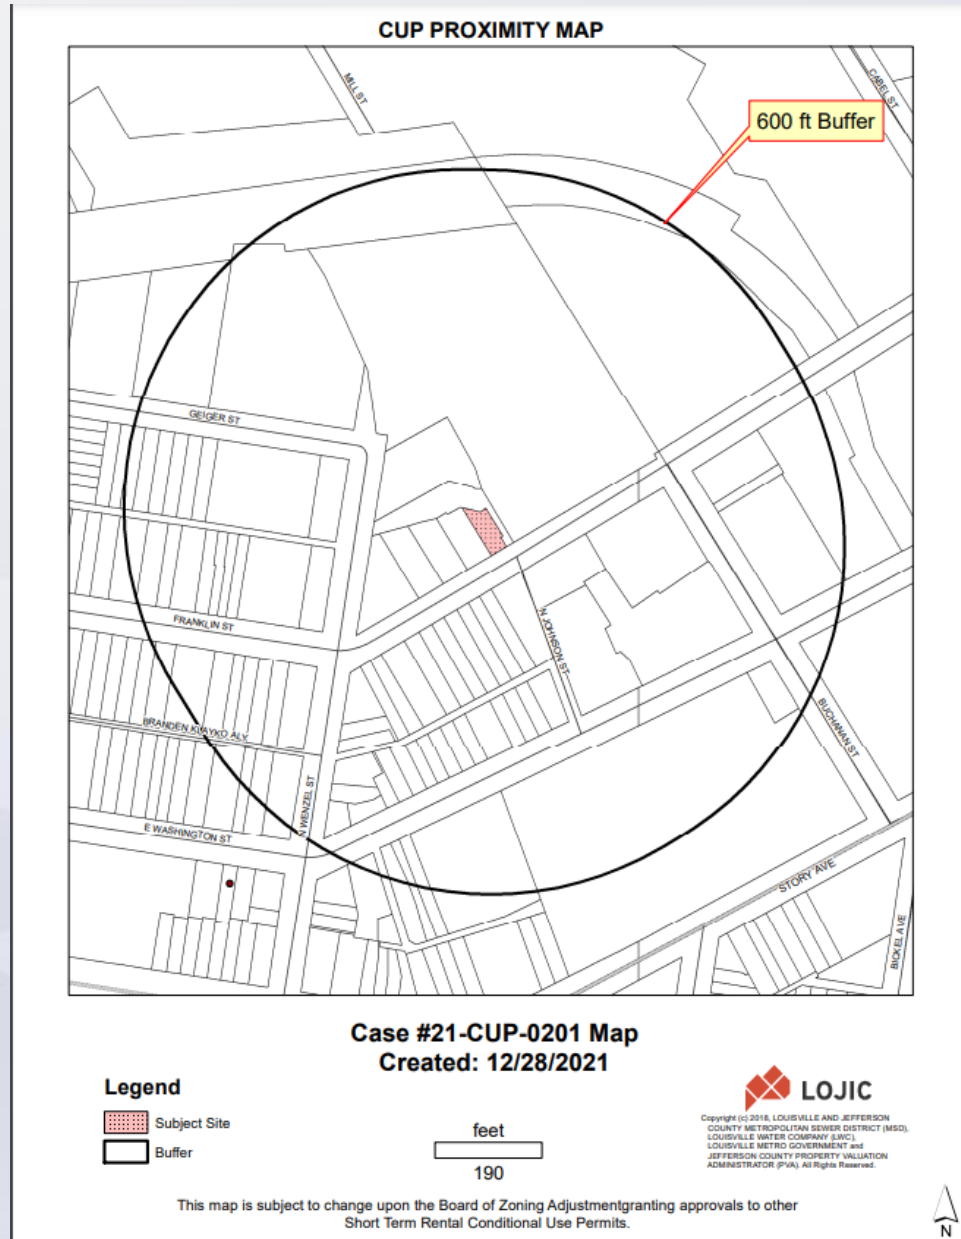 CUP PROXIMITY MAP
MILL ST
CABEL ST
600 ft Buffer
GEIGER ST
N JOHNSON ST
FRANKLIN ST
BRANDEN KLAYKO ALY
BUCHANAN ST
N WENZEL ST
E WASHINGTON ST
STORY AVE
BICKEL AVE
Case #21-CUP-0201 Map
Created: 12/28/2021
Legend
Subject Site
Buffer
feet
190
LOJIC
Copyright (c) 2018, LOUISVILLE AND JEFFERSON
COUNTY METROPOLITAN SEWER DISTRICT (MSD),
LOUISVILLE WATER COMPANY (LWC),
LOUISVILLE METRO GOVERNMENT and
JEFFERSON COUNTY PROPERTY VALUATION
ADMINISTRATOR (PVA). All Rights Reserved.
This map is subject to change upon the Board of Zoning Adjustmentgranting approvals to other
Short Term Rental Conditional Use Permits.
N